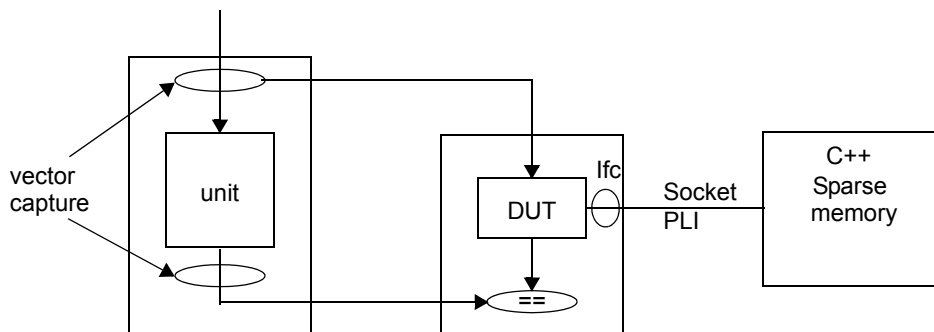 vector
capture
unit
DUT
Ifc
==
Socket
PLI
C++
Sparse
memory